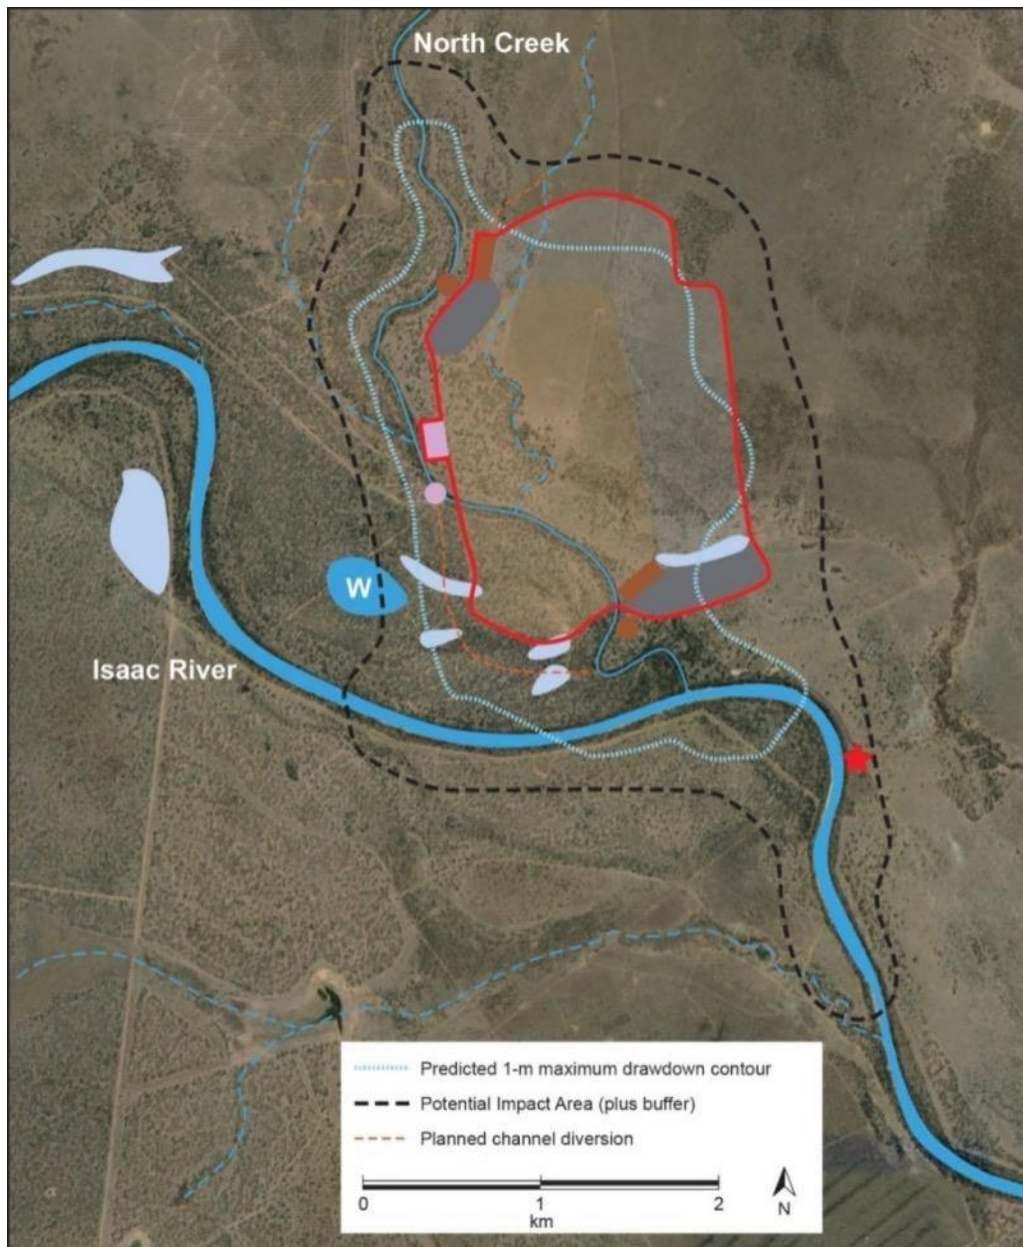 North Creek
W
Isaac River
Predicted 1-m maximum drawdown contour
Potential Impact Area (plus buffer)
Planned channel diversion
0 1 2
km
N